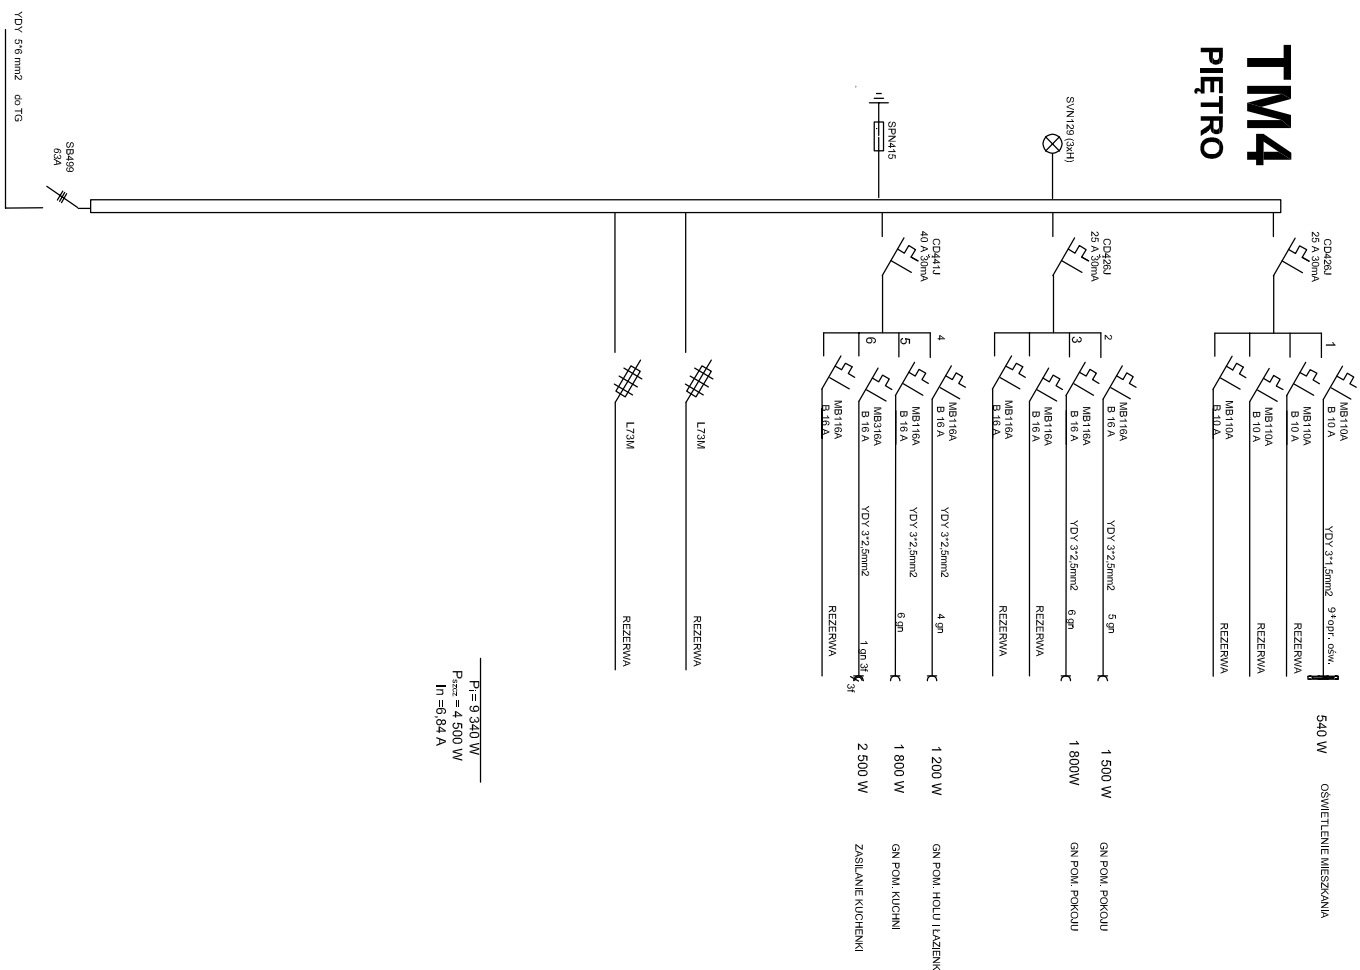 TM4
PIĘTRO
SVN129 (3xH)
SPN415
YDY 5*6 mm2 do TG
SB499
63A
CD426J
25 A 30mA
CD426J
25 A 30mA
CD441J
40 A 30mA
1
MB110A
B 10 A
YDY 3*1,5mm2 9*opr. ośw.
540 W
OŚWIETLENIE MIESZKANIA
MB110A
B 10 A
REZERWA
MB110A
B 10 A
REZERWA
MB110A
B 10 A
REZERWA
2
MB116A
B 16 A
YDY 3*2,5mm2
5 gn
1 500 W
GN POM. POKOJU
3
MB116A
B 16 A
YDY 3*2,5mm2
6 gn
1 800W
GN POM. POKOJU
MB116A
B 16 A
REZERWA
MB116A
B 16 A
REZERWA
4
MB116A
B 16 A
YDY 3*2,5mm2
4 gn
1 200 W
GN POM. HOLU I ŁAZIENK
5
MB116A
B 16 A
YDY 3*2,5mm2
6 gn
1 800 W
GN POM. KUCHNI
6
MB316A
B 16 A
YDY 3*2,5mm2
1 gn 3f
3f
2 500 W
ZASILANIE KUCHENKI
MB116A
B 16 A
REZERWA
L73M
REZERWA
L73M
REZERWA
Pi = 9 340 W
Pszcz = 4 500 W
In =6,84 A